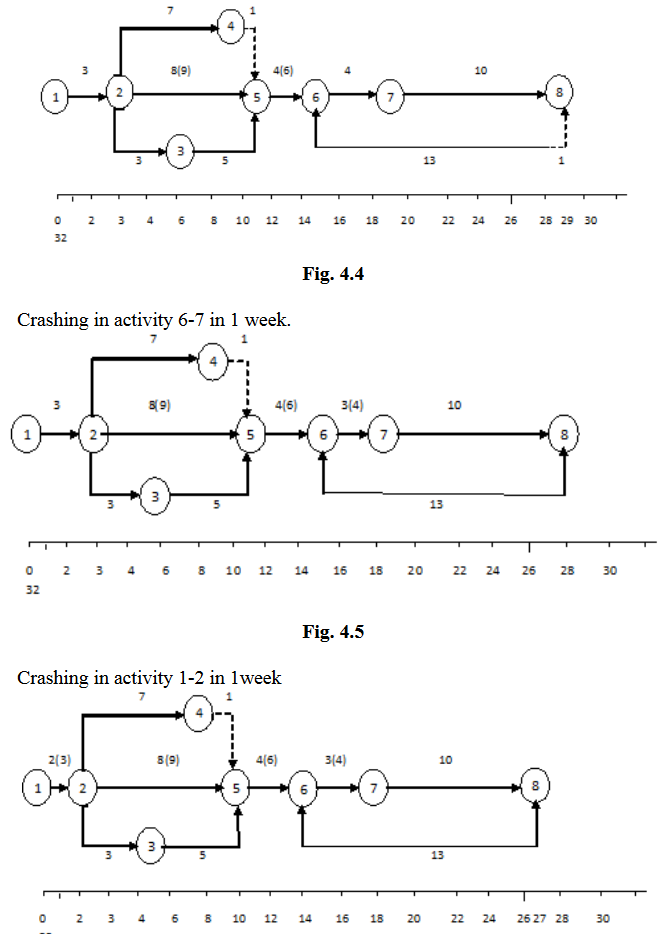 7 1
4
3 8(9) 4(6) 4 10
1 2 5 6 7 8
3
3 5 13 1
0 2 3 4 6 8 10 12 14 16 18 20 22 24 26 28 29 30
32
Fig. 4.4
Crashing in activity 6-7 in 1 week.
7 1
4
3 8(9) 4(6) 3(4) 10
1 2 5 6 7 8
3
3 5 13
0 2 3 4 6 8 10 12 14 16 18 20 22 24 26 28 30
32
Fig. 4.5
Crashing in activity 1-2 in 1week
7 1
4
2(3) 8(9) 4(6) 3(4) 10
1 2 5 6 7 8
3
3 5 13
0 2 3 4 6 8 10 12 14 16 18 20 22 24 26 27 28 30